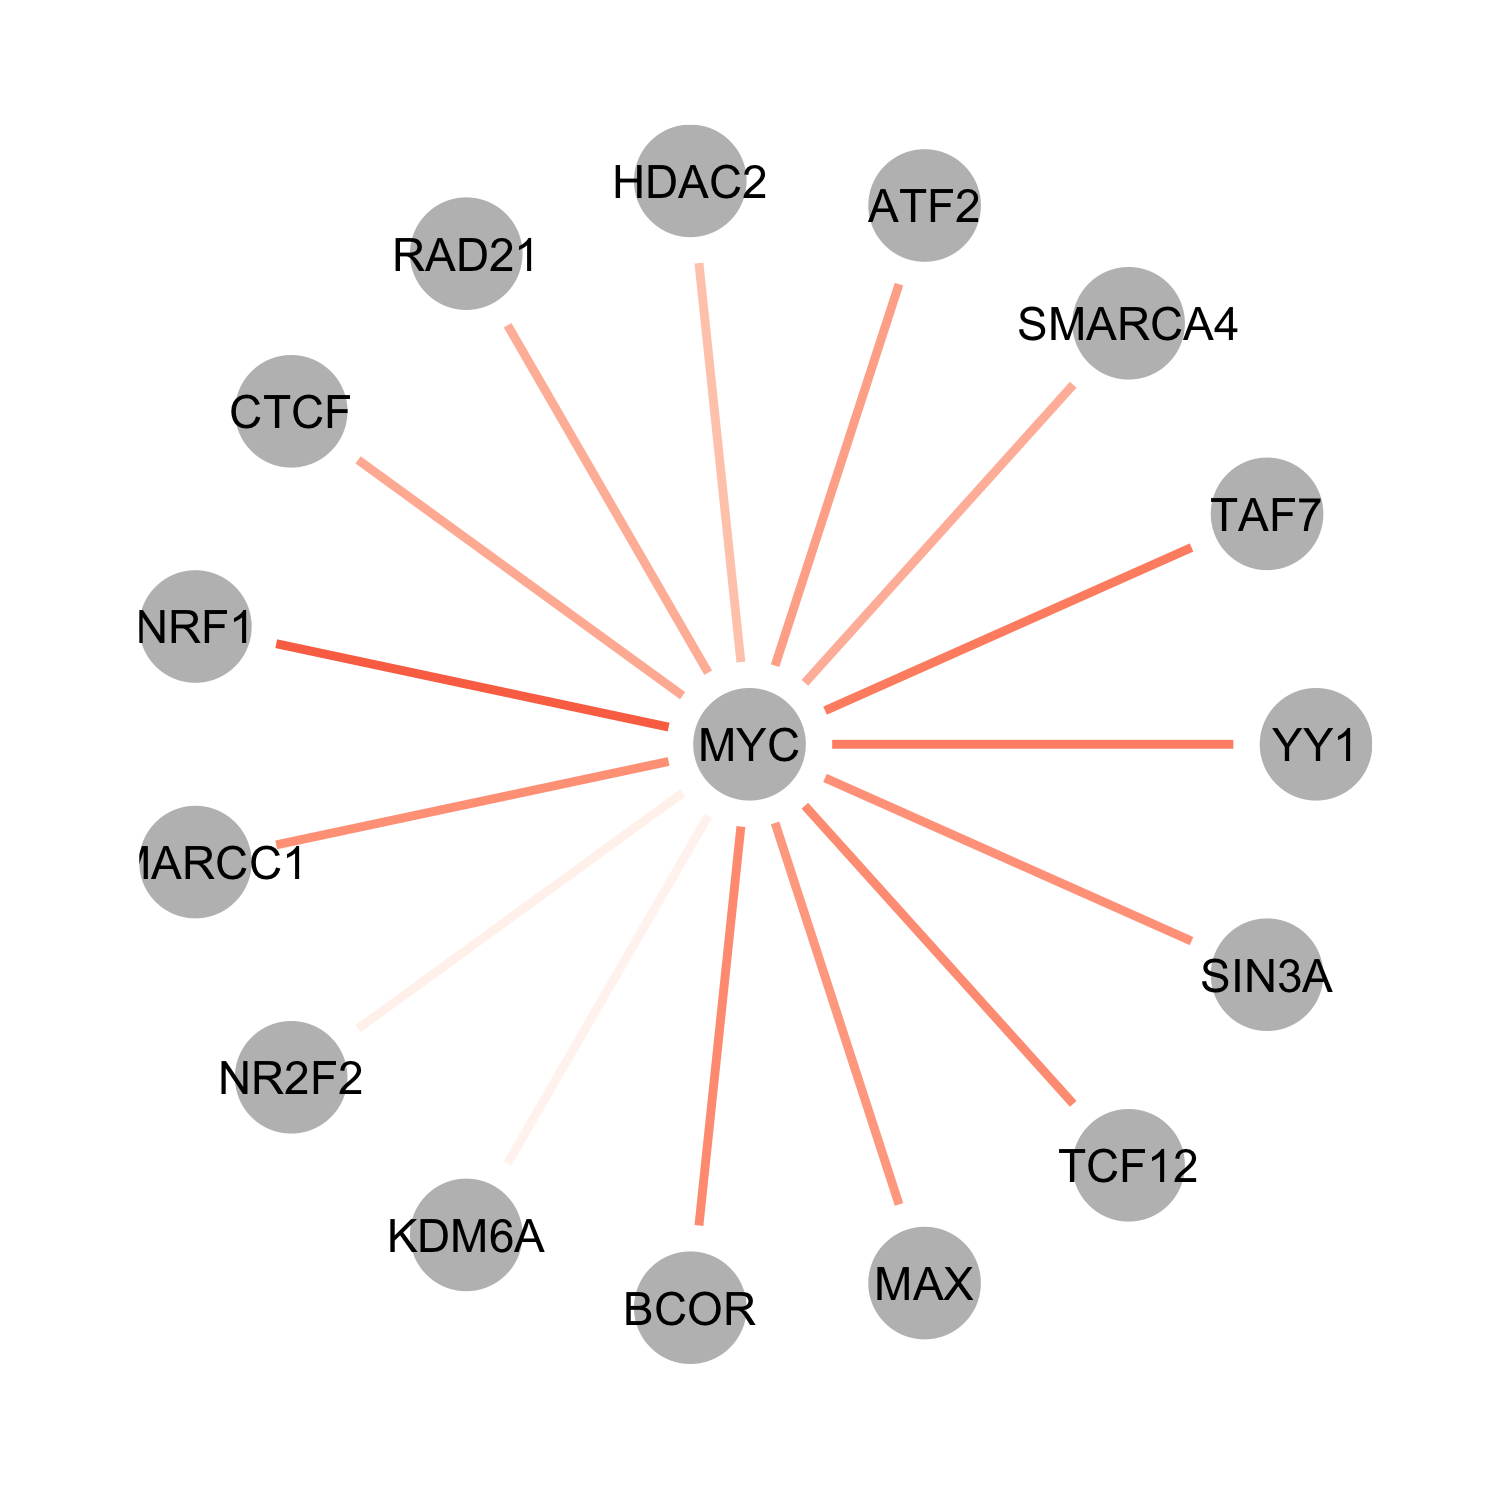 HDAC2
ATF2
RAD21
SMARCA4
CTCF
TAF7
NRF1
MYC
YY1
MARCC1
SIN3A
NR2F2
TCF12
KDM6A
MAX
BCOR